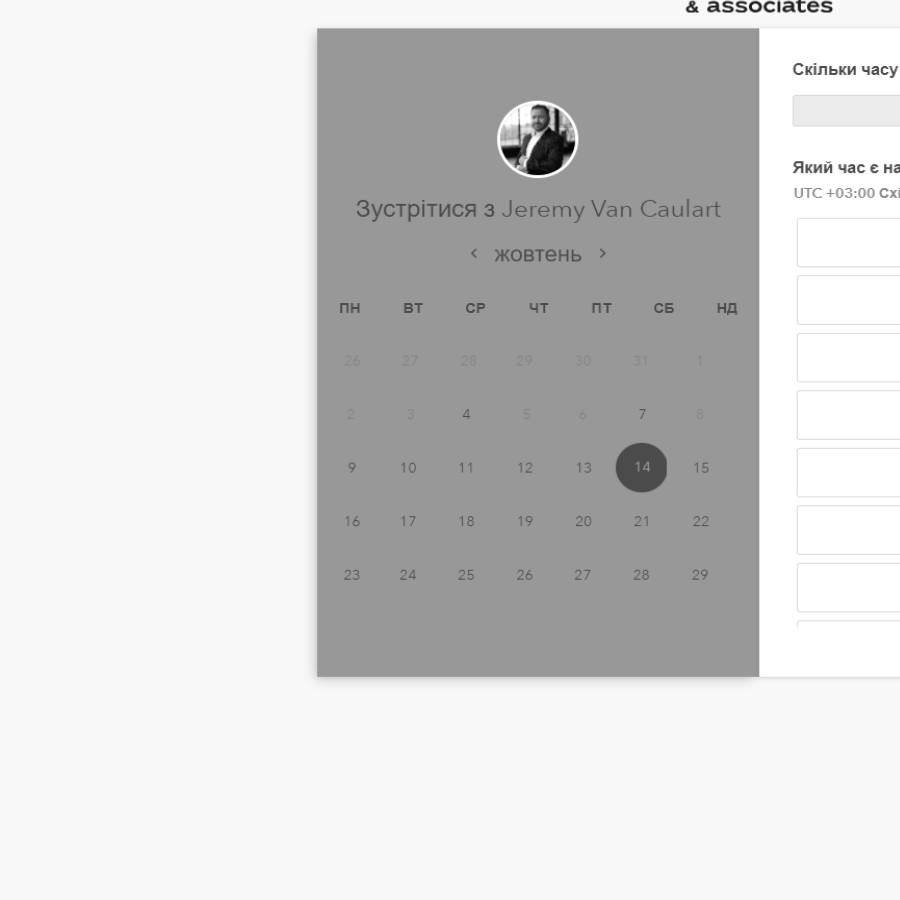 & associates
Зустрітися з Jeremy Van Caulart
жовтень
ПН ВТ СР ЧТ ПТ СБ НД
26 27 28 29 30 31 1
2 3 4 5 6 7 8
9 10 11 12 13 14 15
16 17 18 19 20 21 22
23 24 25 26 27 28 29
Скільки часу
Який час є на
UTC +03:00 Схі